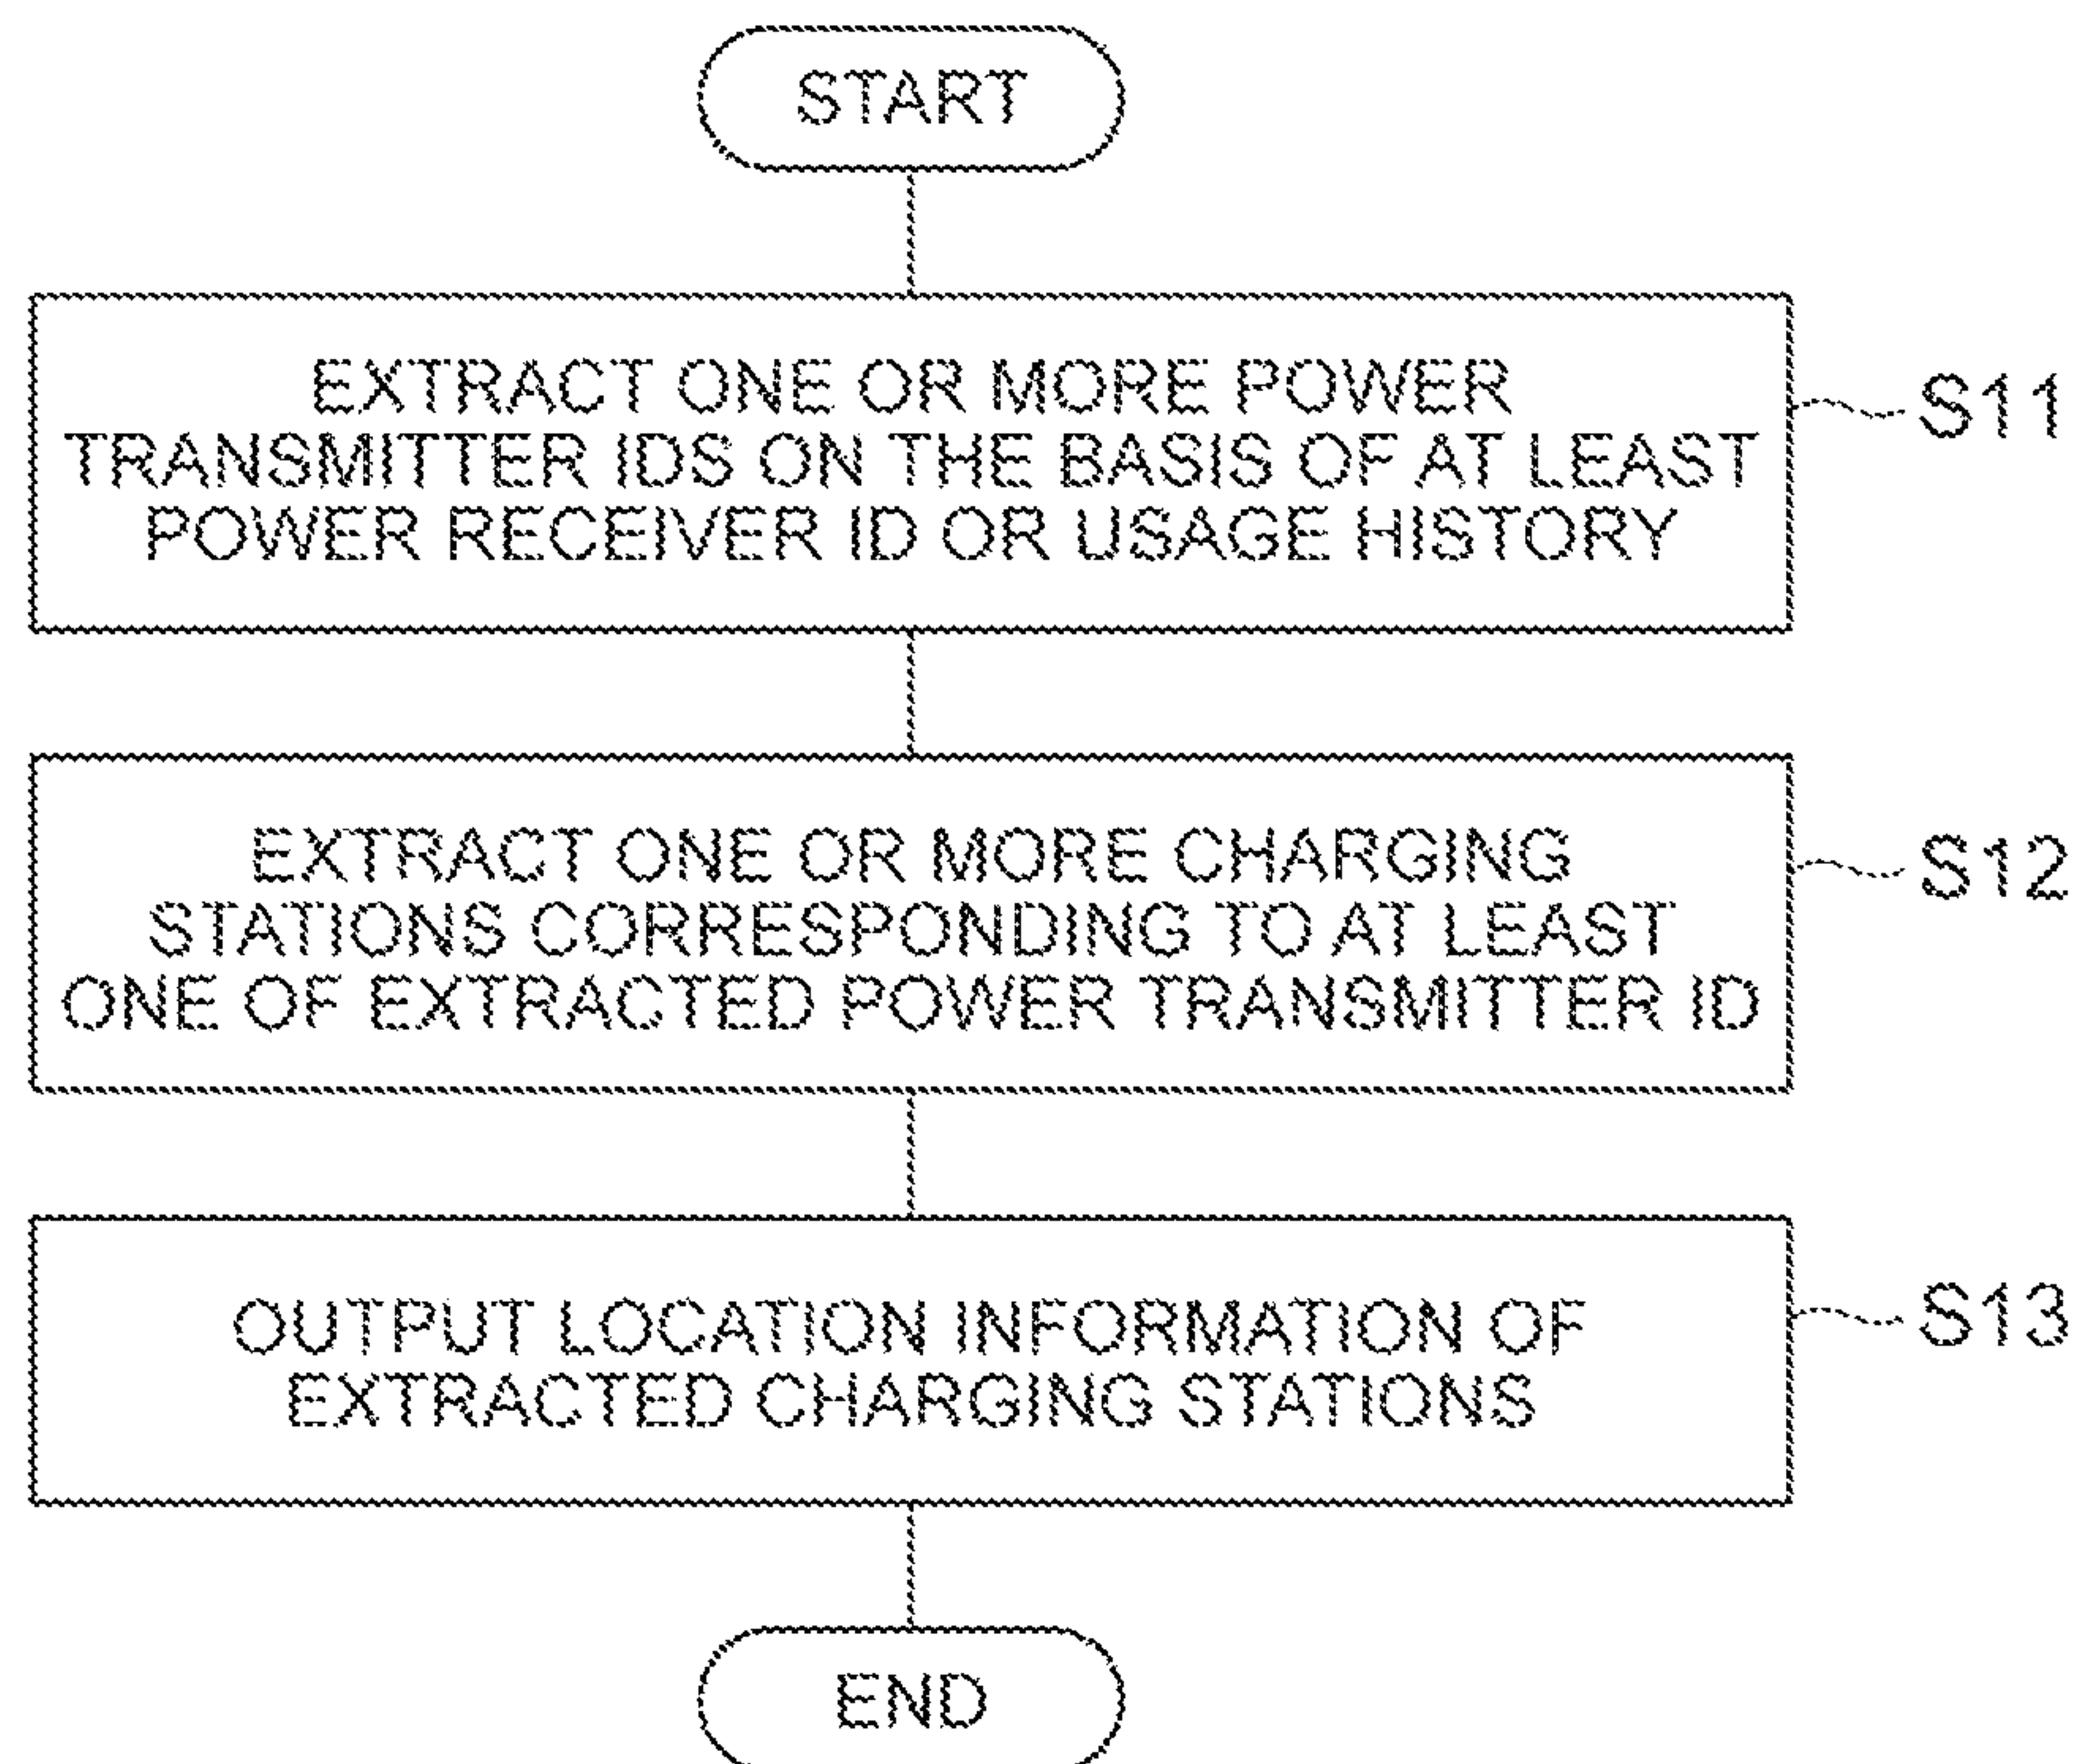 START
EXTRACT ONE OR MORE POWER
TRANSMITTER IDS ON THE BASIS OF AT LEAST
POWER RECEIVER ID OR USAGE HISTORY
S11
EXTRACT ONE OR MORE CHARGING
STATIONS CORRESPONDING TO AT LEAST
ONE OF EXTRACTED POWER TRANSMITTER ID
S12
OUTPUT LOCATION INFORMATION OF
EXTRACTED CHARGING STATIONS
S13
END